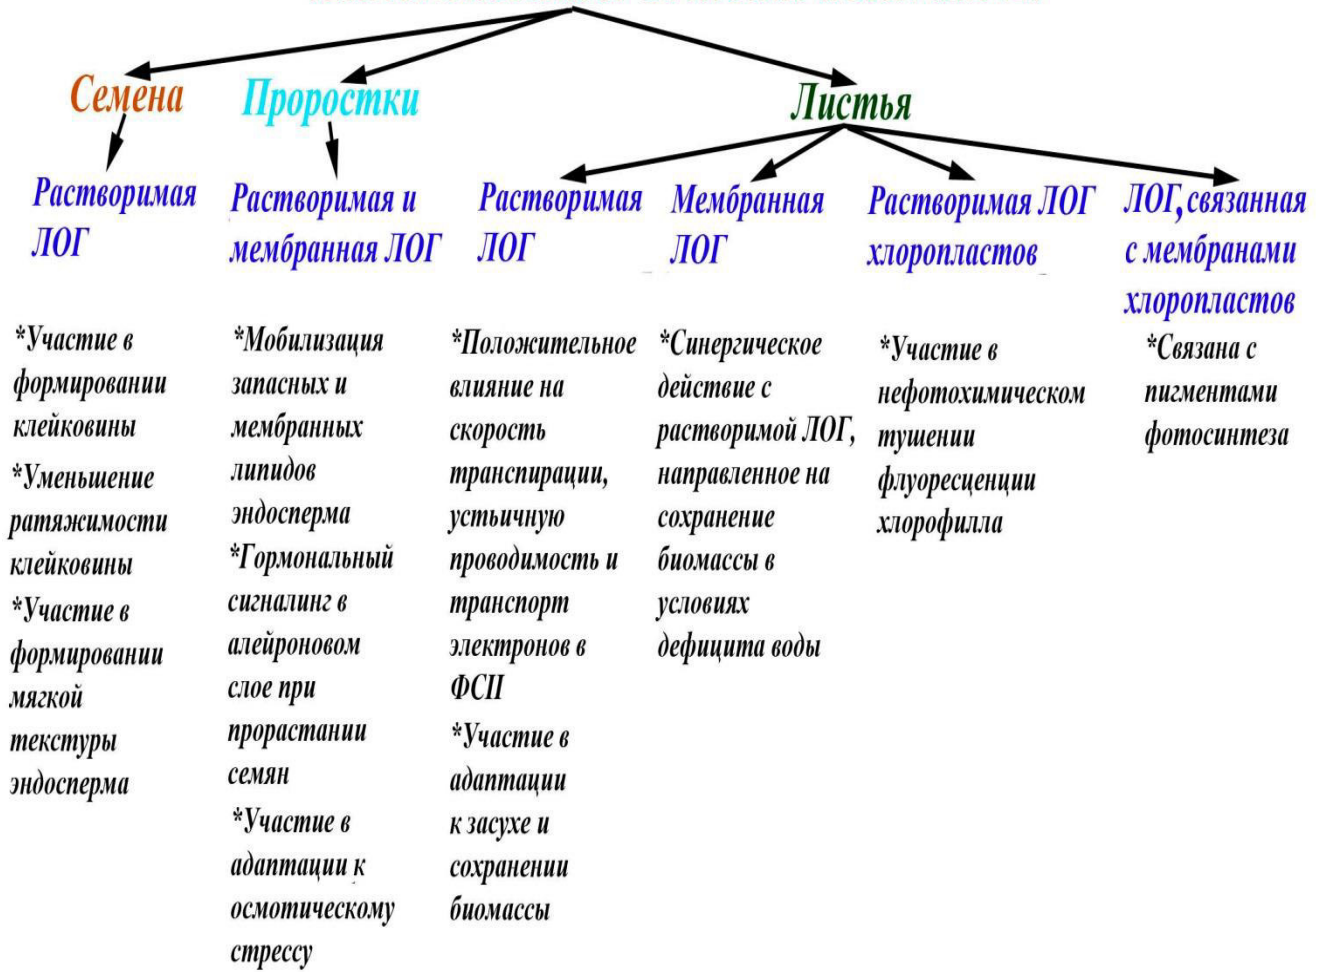 Семена
Проростки
Листья
Растворимая
ЛОГ
Растворимая и
мембранная ЛОГ
Растворимая
ЛОГ
Мембранная
ЛОГ
Растворимая ЛОГ
хлоропластов
ЛОГ, связанная
с мембранами
хлоропластов
*Участие в
формировании
клейковины
*Уменьшение
ратяжимости
клейковины
*Участие в
формировании
мягкой
текстуры
эндосперма
*Мобилизация
запасных и
мембранных
липидов
эндосперма
*Гормональный
сигналинг в
алейроновом
слое при
прорастании
семян
*Участие в
адаптации к
осмотическому
стрессу
*Положительное
влияние на
скорость
транспирации,
устьичную
проводимость и
транспорт
электронов в
ФСII
*Участие в
адаптации
к засухе и
сохранении
биомассы
*Синергическое
действие с
растворимой ЛОГ,
направленное на
сохранение
биомассы в
условиях
дефицита воды
*Участие в
нефотохимическом
тушении
флуоресценции
хлорофилла
*Связана с
пигментами
фотосинтеза